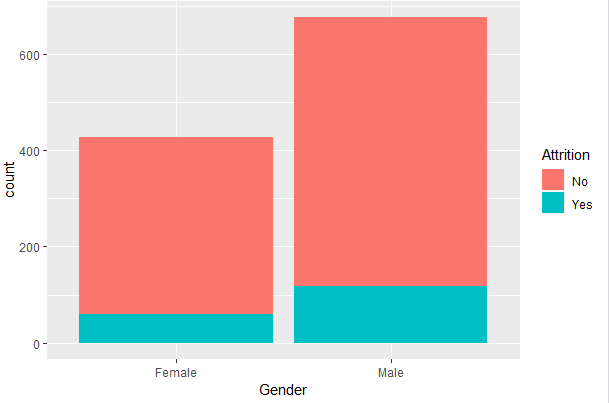 600
400
200
0
count
Female
Male
Gender
Attrition
No
Yes